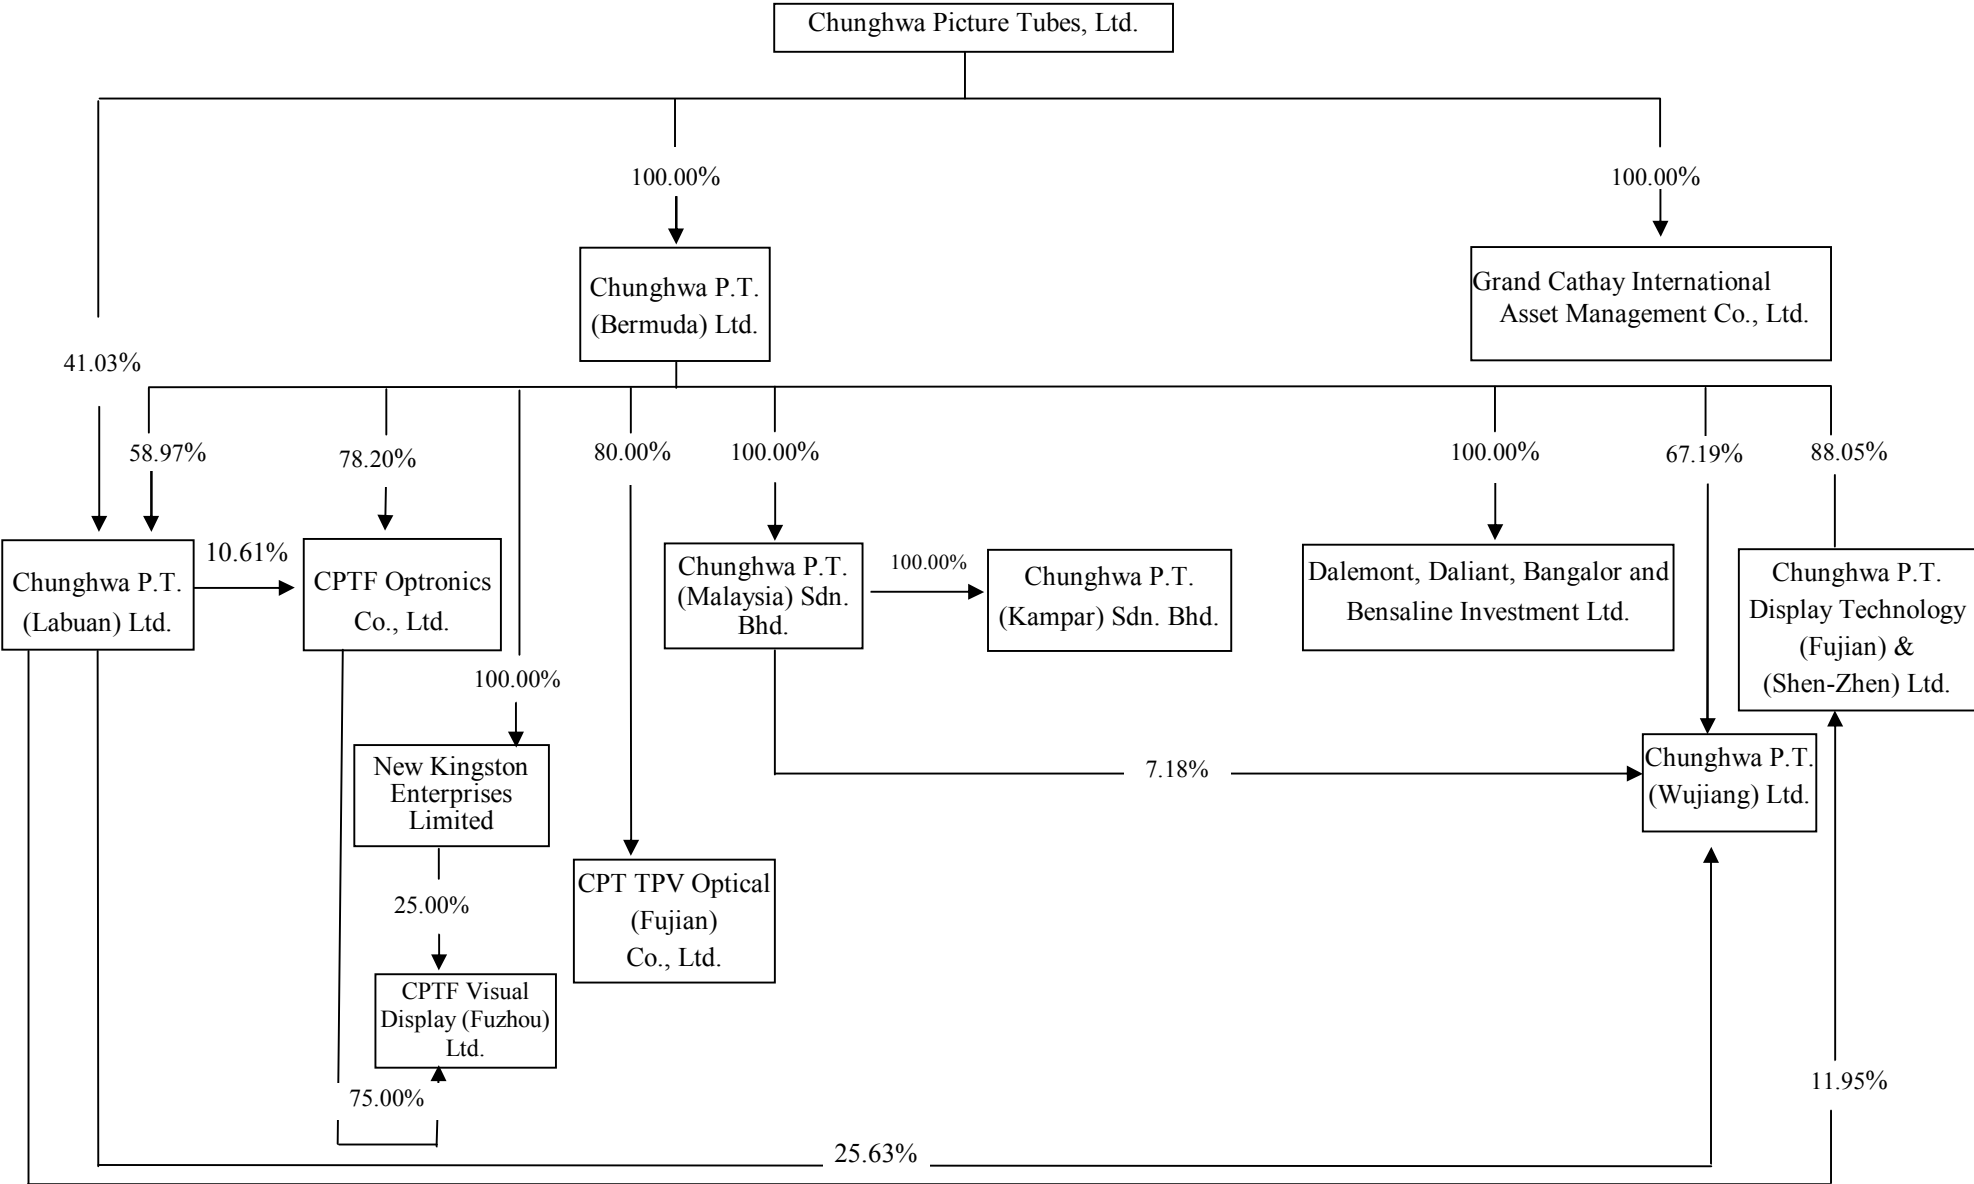 Chunghwa Picture Tubes, Ltd.
100.00%
100.00%
Chunghwa P.T.
(Bermuda) Ltd.
Grand Cathay International
Asset Management Co., Ltd.
41.03%
58.97%
78.20%
80.00%
100.00%
100.00%
67.19%
88.05%
Chunghwa P.T.
(Labuan) Ltd.
10.61%
CPTF Optronics
Co., Ltd.
Chunghwa P.T.
(Malaysia) Sdn.
Bhd.
100.00%
Chunghwa P.T.
(Kampar) Sdn. Bhd.
Dalemont, Daliant, Bangalor and
Bensaline Investment Ltd.
Chunghwa P.T.
Display Technology
(Fujian) &
(Shen-Zhen) Ltd.
100.00%
New Kingston
Enterprises
Limited
7.18%
Chunghwa P.T.
(Wujiang) Ltd.
25.00%
CPT TPV Optical
(Fujian)
Co., Ltd.
CPTF Visual
Display (Fuzhou)
Ltd.
75.00%
11.95%
25.63%